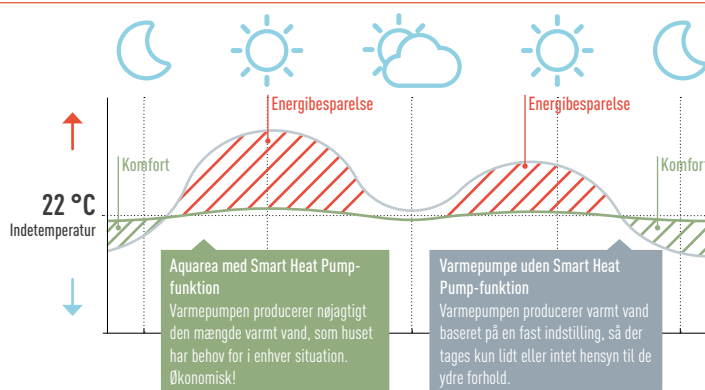 Energibesparelse
Energibesparelse
Komfort
Komfort
22 °C
Indetemperatur
Aquarea med Smart Heat Pump-
funktion
Varmepumpen producerer nøjagtigt
den mængde varmt vand, som huset
har behov for i enhver situation.
Økonomisk!
Varmepumpe uden Smart Heat
Pump-funktion
Varmepumpen producerer varmt vand
baseret på en fast indstilling, så der
tages kun lidt eller intet hensyn til de
ydre forhold.